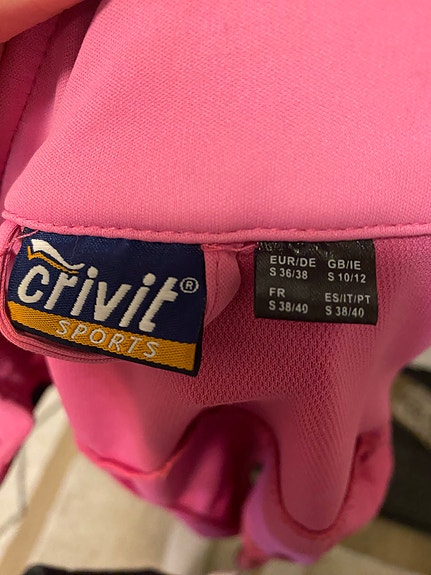 crivit®
SPORTS
EUR/DE GB/IE
S 36/38 S 10/12
FR ES/IT/PT
S 38/40 S 38/40